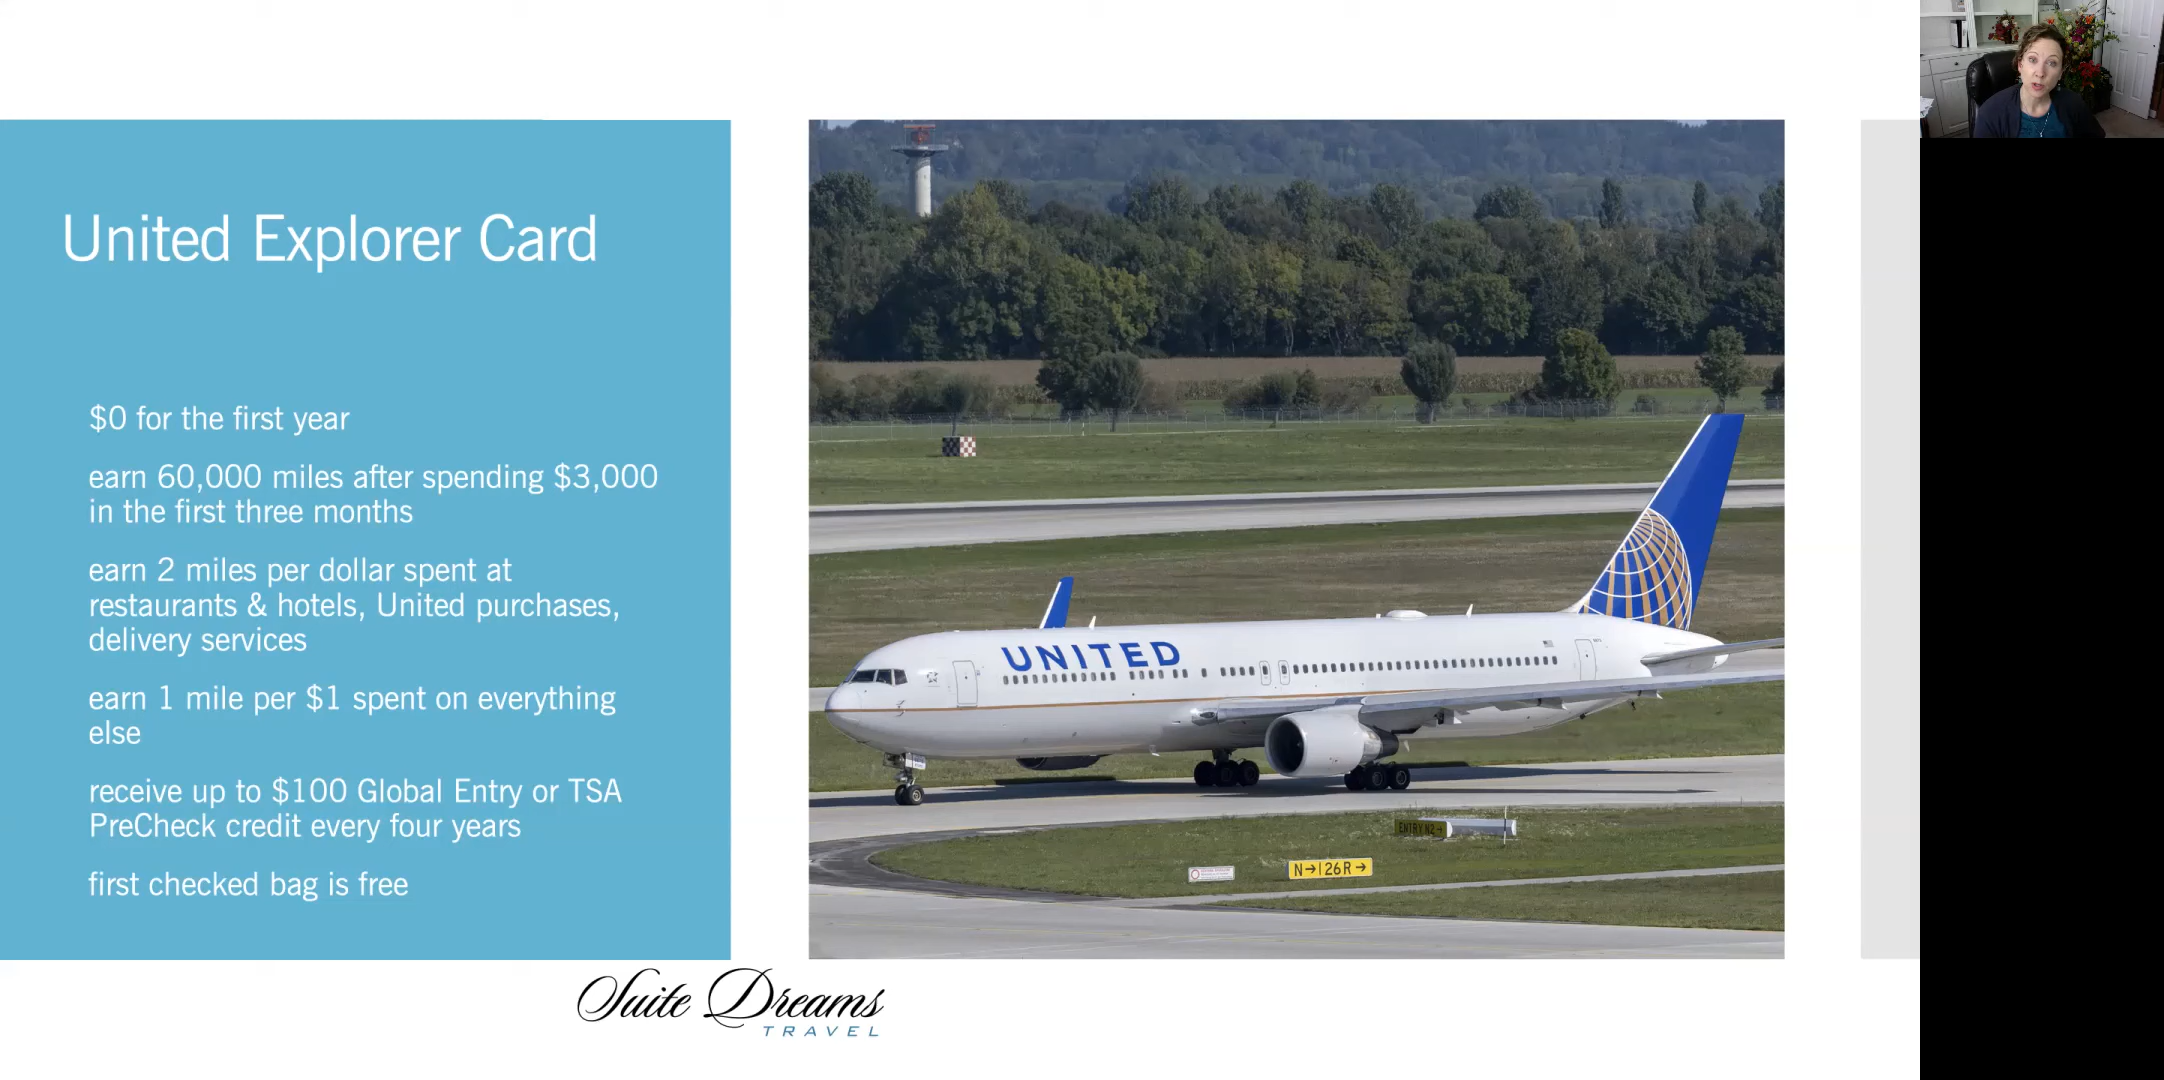 United Explorer Card
$0 for the first year
earn 60,000 miles after spending $3,000
in the first three months
earn 2 miles per dollar spent at
restaurants & hotels, United purchases,
delivery services
earn 1 mile per $1 spent on everything
else
receive up to $100 Global Entry or TSA
PreCheck credit every four years
first checked bag is free
UNITED
ENTRY N2
N→|26R→
Suite Dreams
TRAVEL